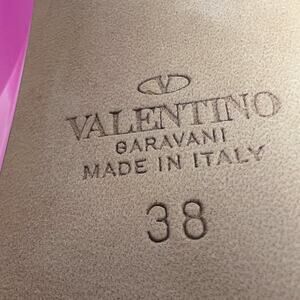 VALENTINO
GARAVANI
MADE IN ITALY
38